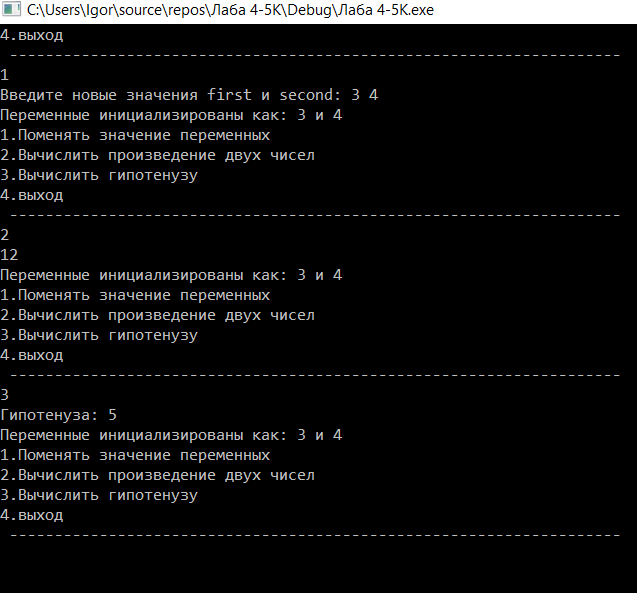 C:\Users\Igor\source\repos\Лаба 4-5К\Debug\Лаба 4-5К.exe
4.выход
---------------------------------------------------------------------
1
Введите новые значения first и second: 3 4
Переменные инициализированы как: 3 и 4
1.Поменять значение переменных
2.Вычислить произведение двух чисел
3.Вычислить гипотенузу
4.выход
---------------------------------------------------------------------
2
12
Переменные инициализированы как: 3 и 4
1.Поменять значение переменных
2.Вычислить произведение двух чисел
3.Вычислить гипотенузу
4.выход
---------------------------------------------------------------------
3
Гипотенуза: 5
Переменные инициализированы как: 3 и 4
1.Поменять значение переменных
2.Вычислить произведение двух чисел
3.Вычислить гипотенузу
4.выход
---------------------------------------------------------------------